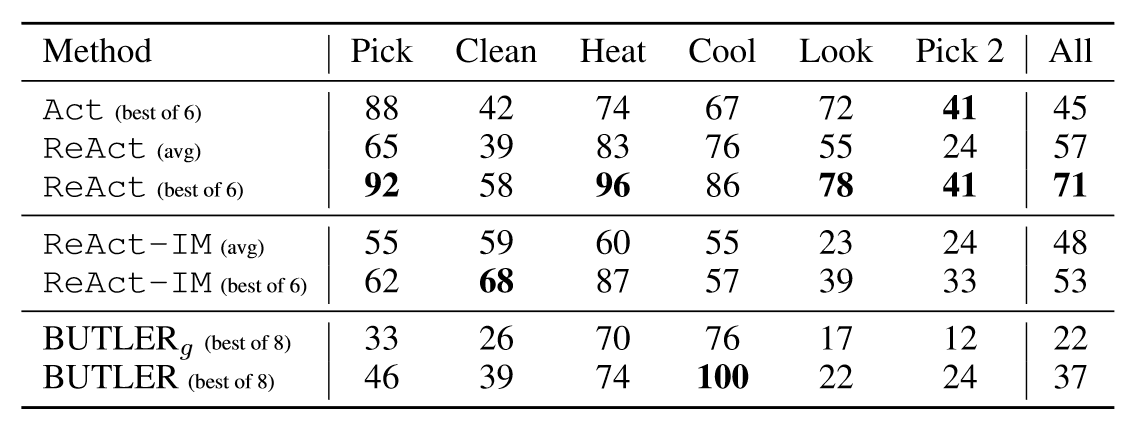 Method Pick Clean Heat Cool Look Pick 2 All
Act (best of 6) 88 42 74 67 72 41 45
ReAct (avg) 65 39 83 76 55 24 57
ReAct (best of 6) 92 58 96 86 78 41 71
ReAct-IM (avg) 55 59 60 55 23 24 48
ReAct-IM (best of 6) 62 68 87 57 39 33 53
BUTLERg (best of 8) 33 26 70 76 17 12 22
BUTLER (best of 8) 46 39 74 100 22 24 37